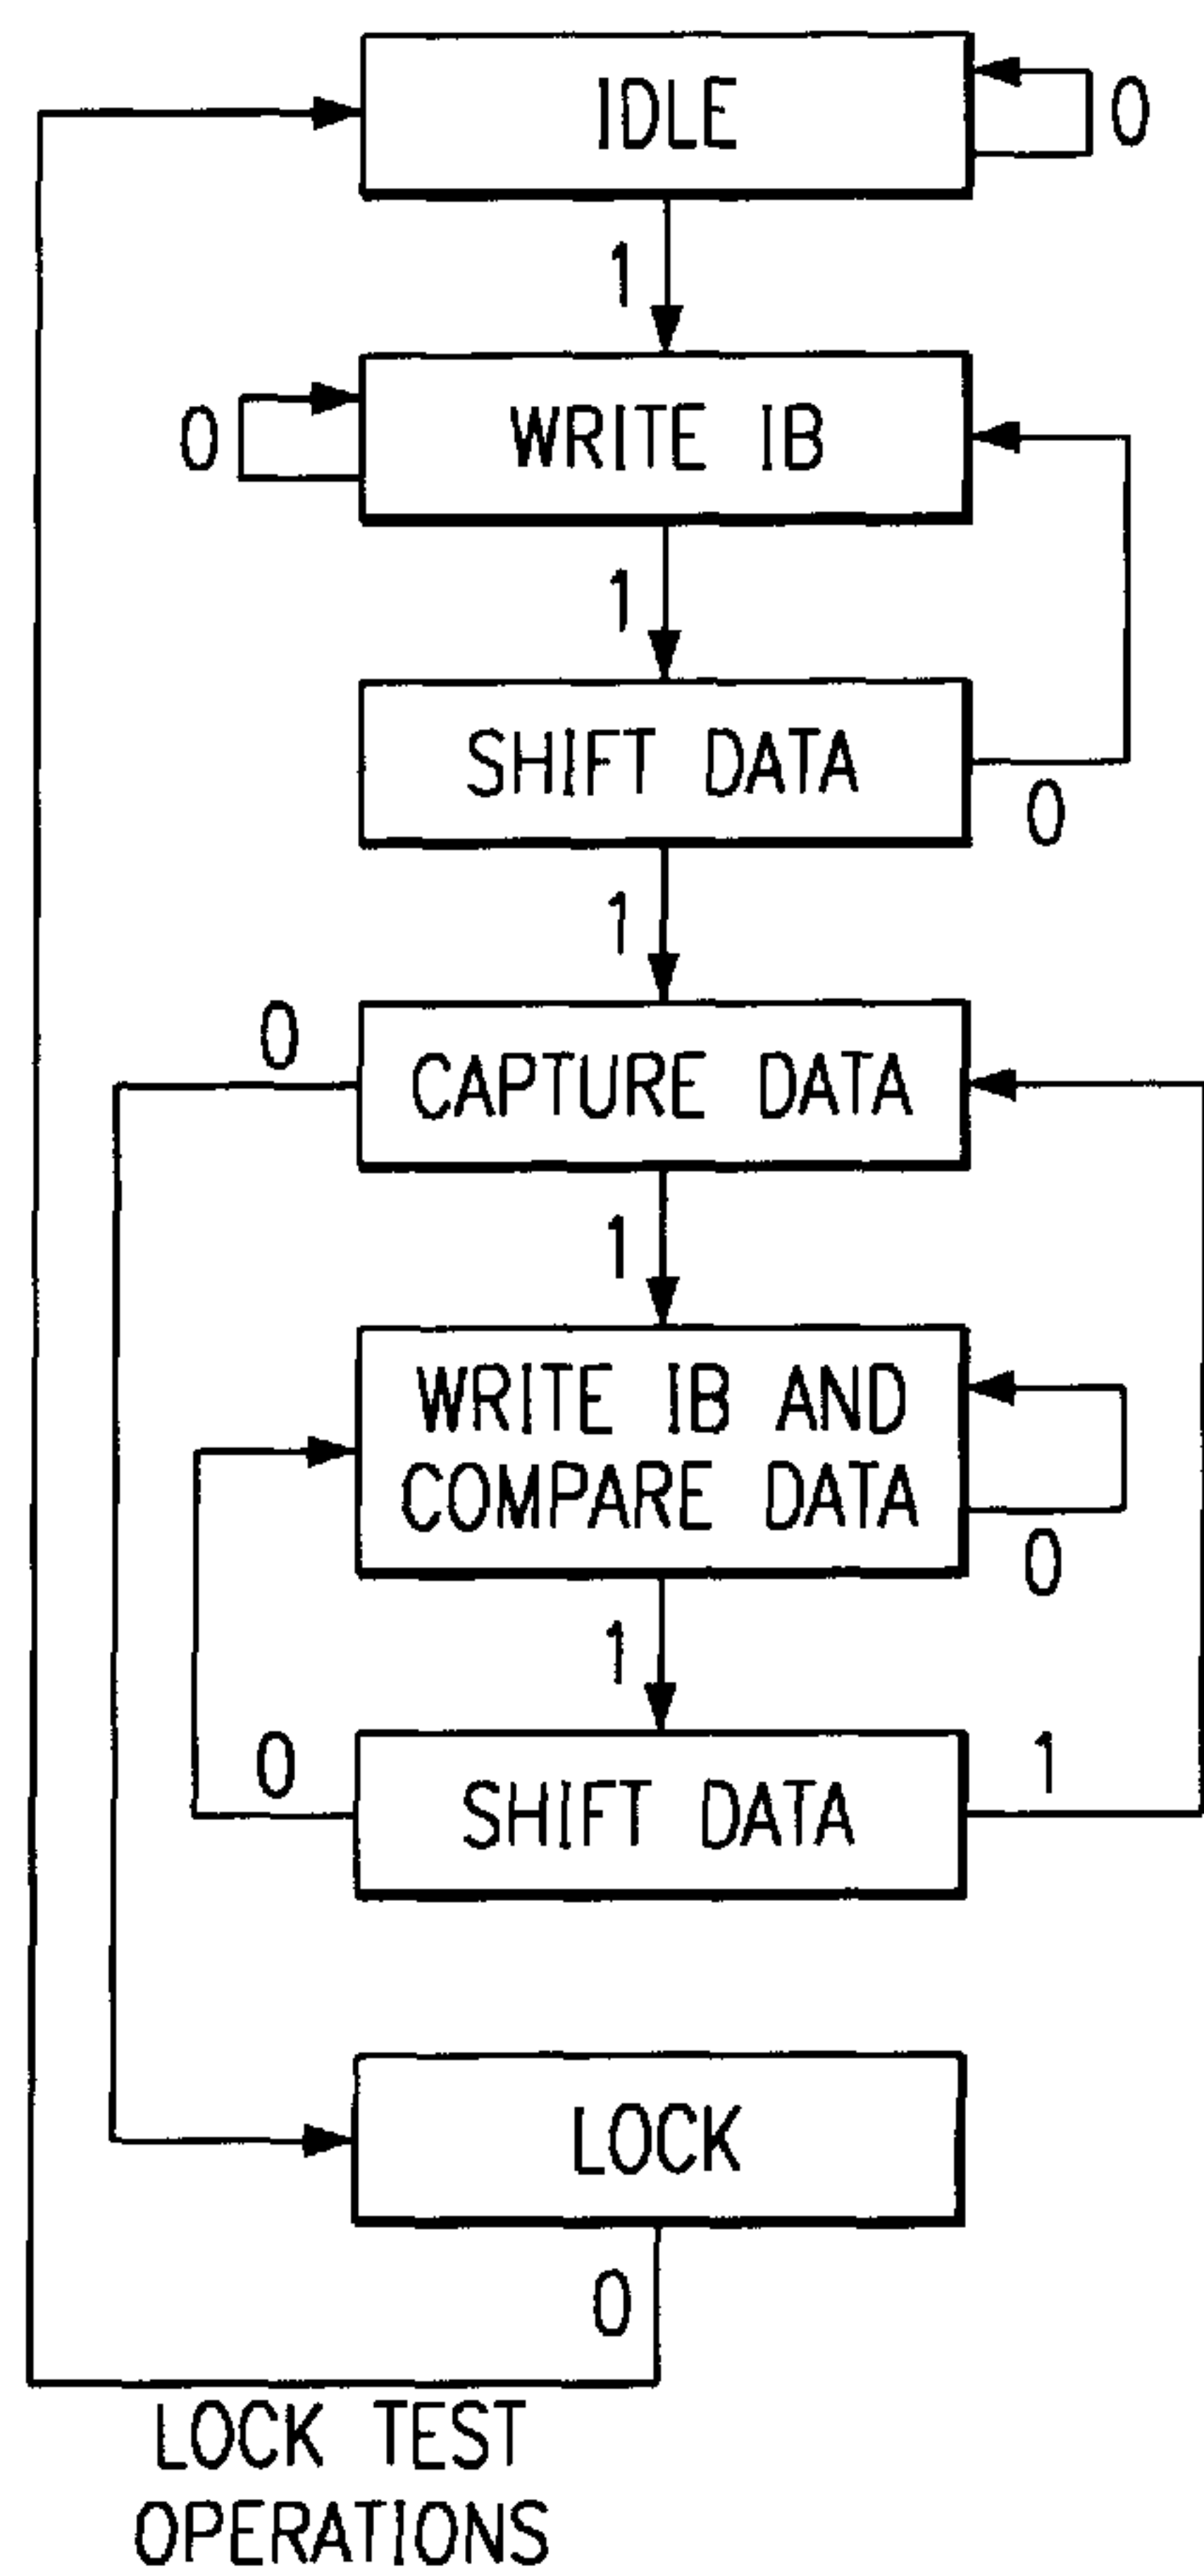 IDLE
0
1
WRITE IB
0
1
SHIFT DATA
0
1
0
CAPTURE DATA
1
WRITE IB AND
COMPARE DATA
0
1
0
SHIFT DATA
1
LOCK
0
LOCK TEST
OPERATIONS